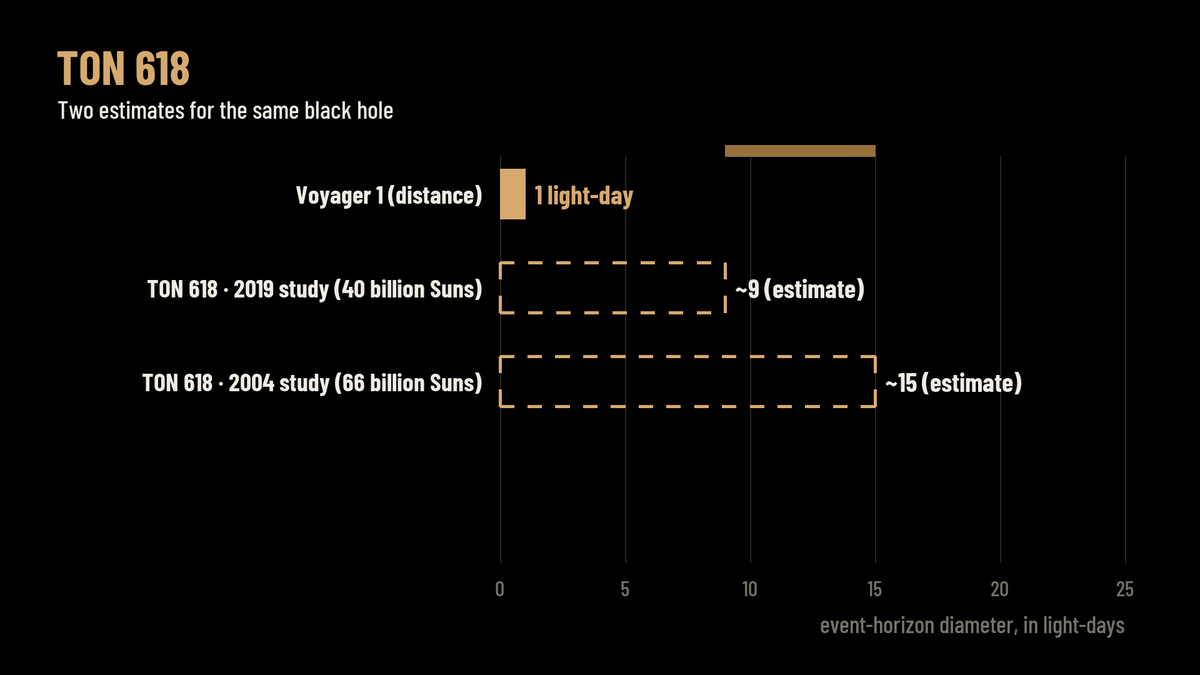 TON 618
Two estimates for the same black hole
Voyager 1 (distance)
1 light-day
TON 618 · 2019 study (40 billion Suns)
~9 (estimate)
TON 618 · 2004 study (66 billion Suns)
~15 (estimate)
0 5 10 15 20 25
event-horizon diameter, in light-days